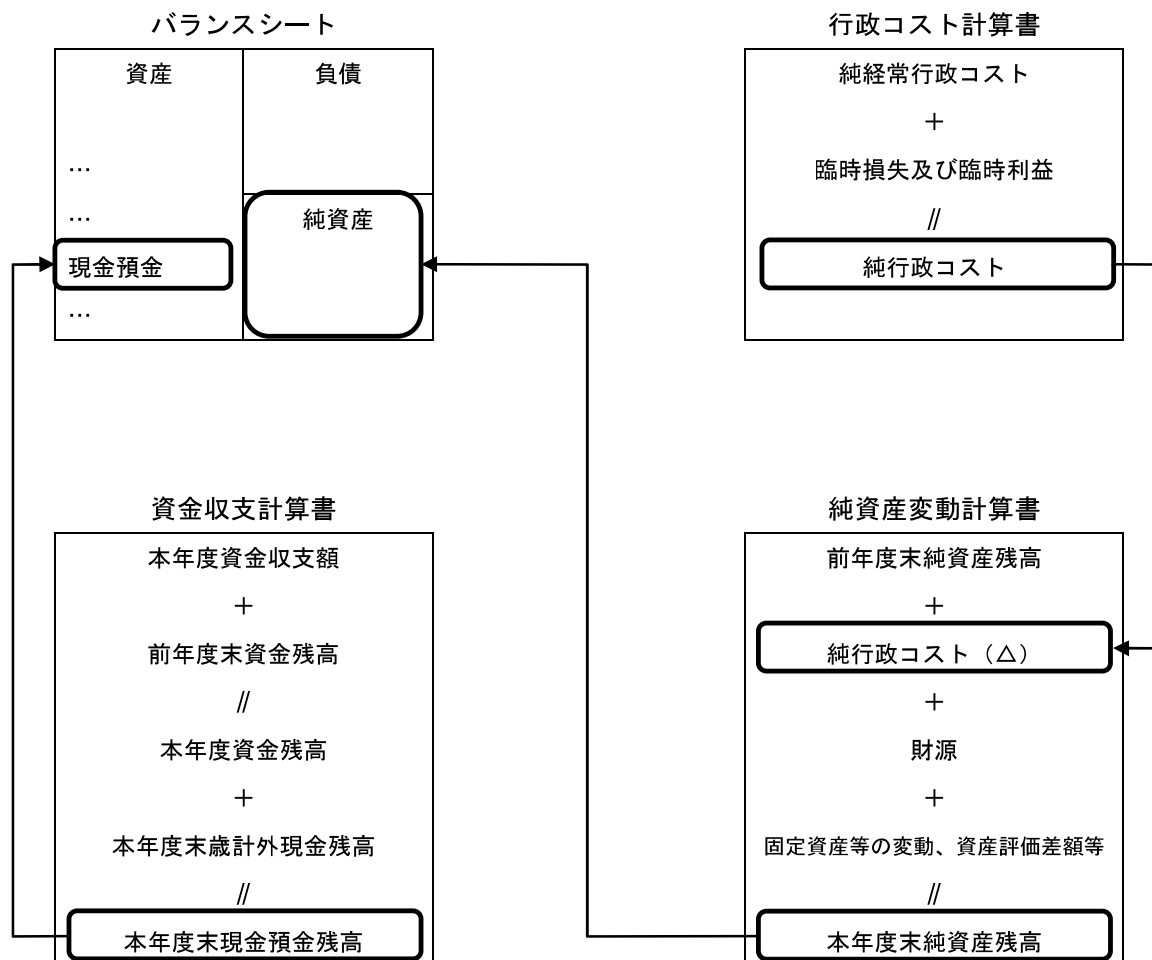 バランスシート
資産
負債
…
…
純資産
現金預金
…
行政コスト計算書
純経常行政コスト
＋
臨時損失及び臨時利益
//
純行政コスト
資金収支計算書
本年度資金収支額
＋
前年度末資金残高
//
本年度資金残高
＋
本年度末歳計外現金残高
//
本年度末現金預金残高
純資産変動計算書
前年度末純資産残高
＋
純行政コスト（△）
＋
財源
＋
固定資産等の変動、資産評価差額等
//
本年度末純資産残高